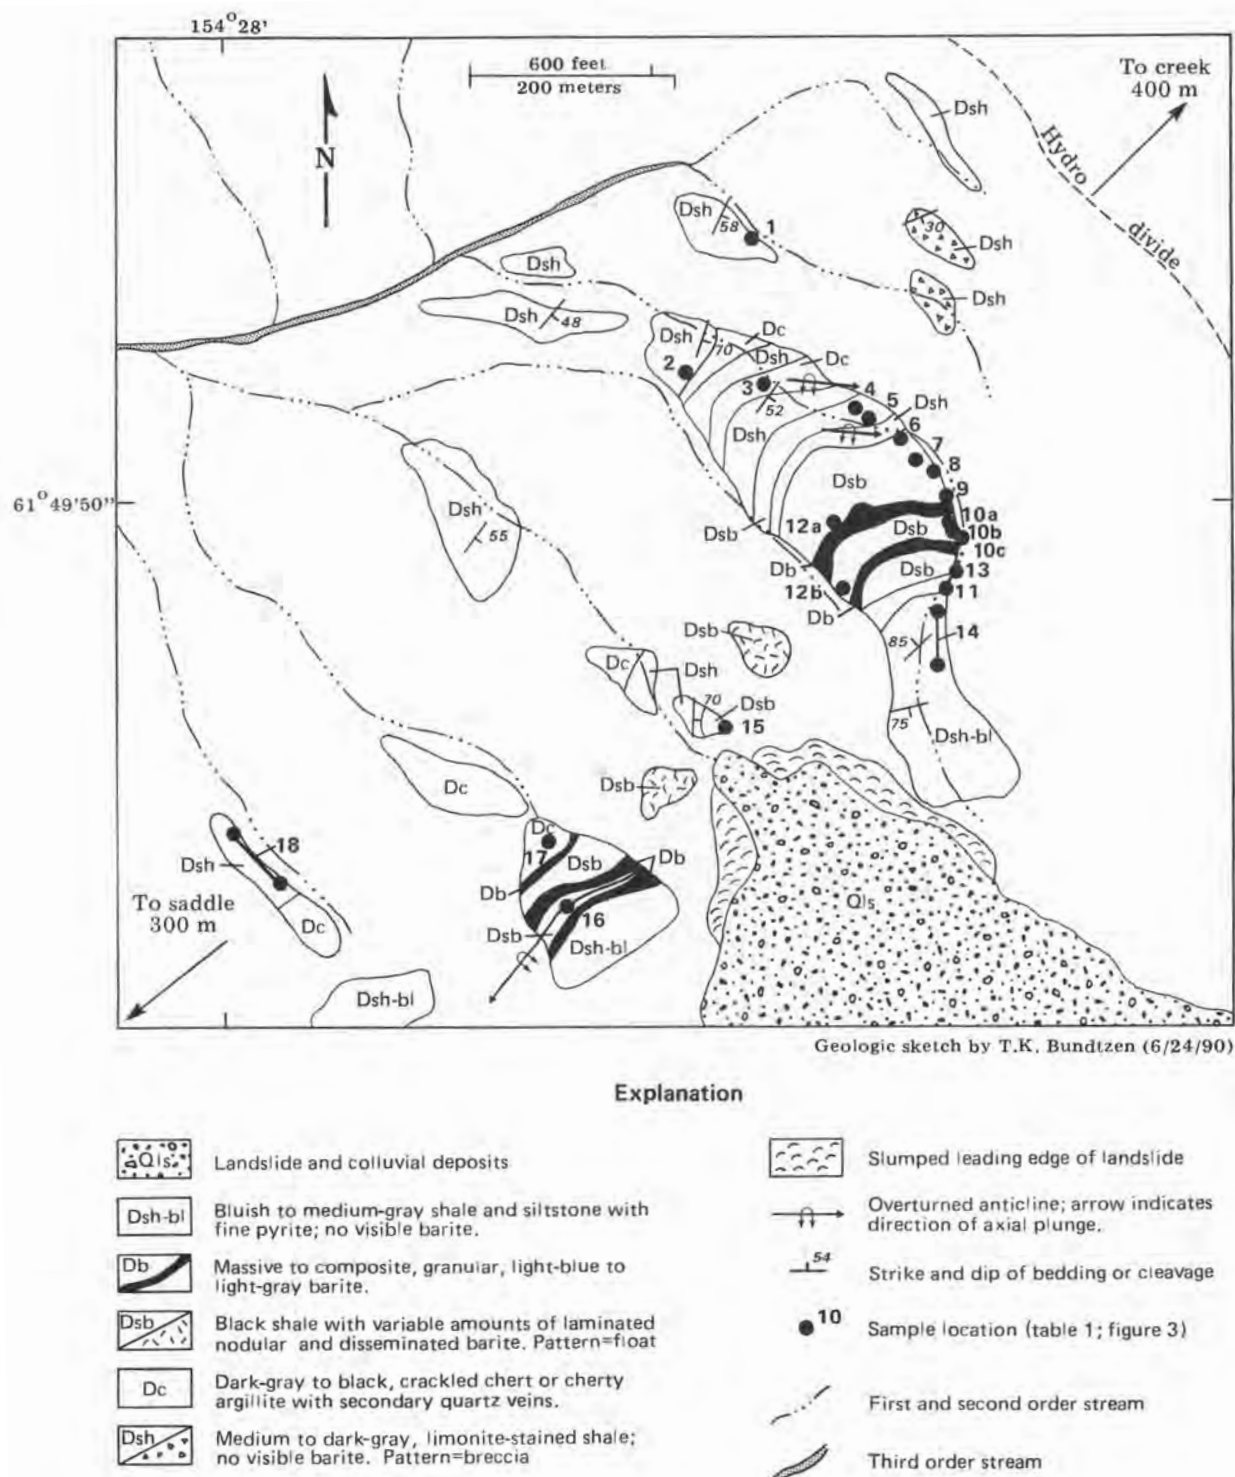 154°28'
600 feet
200 meters
To creek
400 m
Dsh
N
Hydro
divide
Dsh
58
1
30
Dsh
Dsh
Dsh
Dsh
48
Dsh
70
Dc
Dsh
Dc
2
3
4
52
5
Dsh
6
Dsh
7
8
Dsb
9
61°49'50"
10a
Dsh
Dsb
12a
Dsb
10b
10c
55
Db
Dsb
13
12b
11
Db
Dsb
14
85
Dc
Dsh
70
Dsb
15
75
Dsh-bl
Dsb
Dc
Dc
18
17
Dsb
Db
Dsh
Db
Qls
To saddle
300 m
Dc
16
Dsb
Dsh-bl
Dsh-bl
Geologic sketch by T.K. Bundtzen (6/24/90)
Explanation
Qls
Landslide and colluvial deposits
Slumped leading edge of landslide
Dsh-bl
Bluish to medium-gray shale and siltstone with
fine pyrite; no visible barite.
Overturned anticline; arrow indicates
direction of axial plunge.
Db
Massive to composite, granular, light-blue to
light-gray barite.
54
Strike and dip of bedding or cleavage
Dsb
Black shale with variable amounts of laminated
nodular and disseminated barite. Pattern=float
10
Sample location (table 1; figure 3)
Dc
Dark-gray to black, crackled chert or cherty
argillite with secondary quartz veins.
First and second order stream
Dsh
Medium to dark-gray, limonite-stained shale;
no visible barite. Pattern=breccia
Third order stream